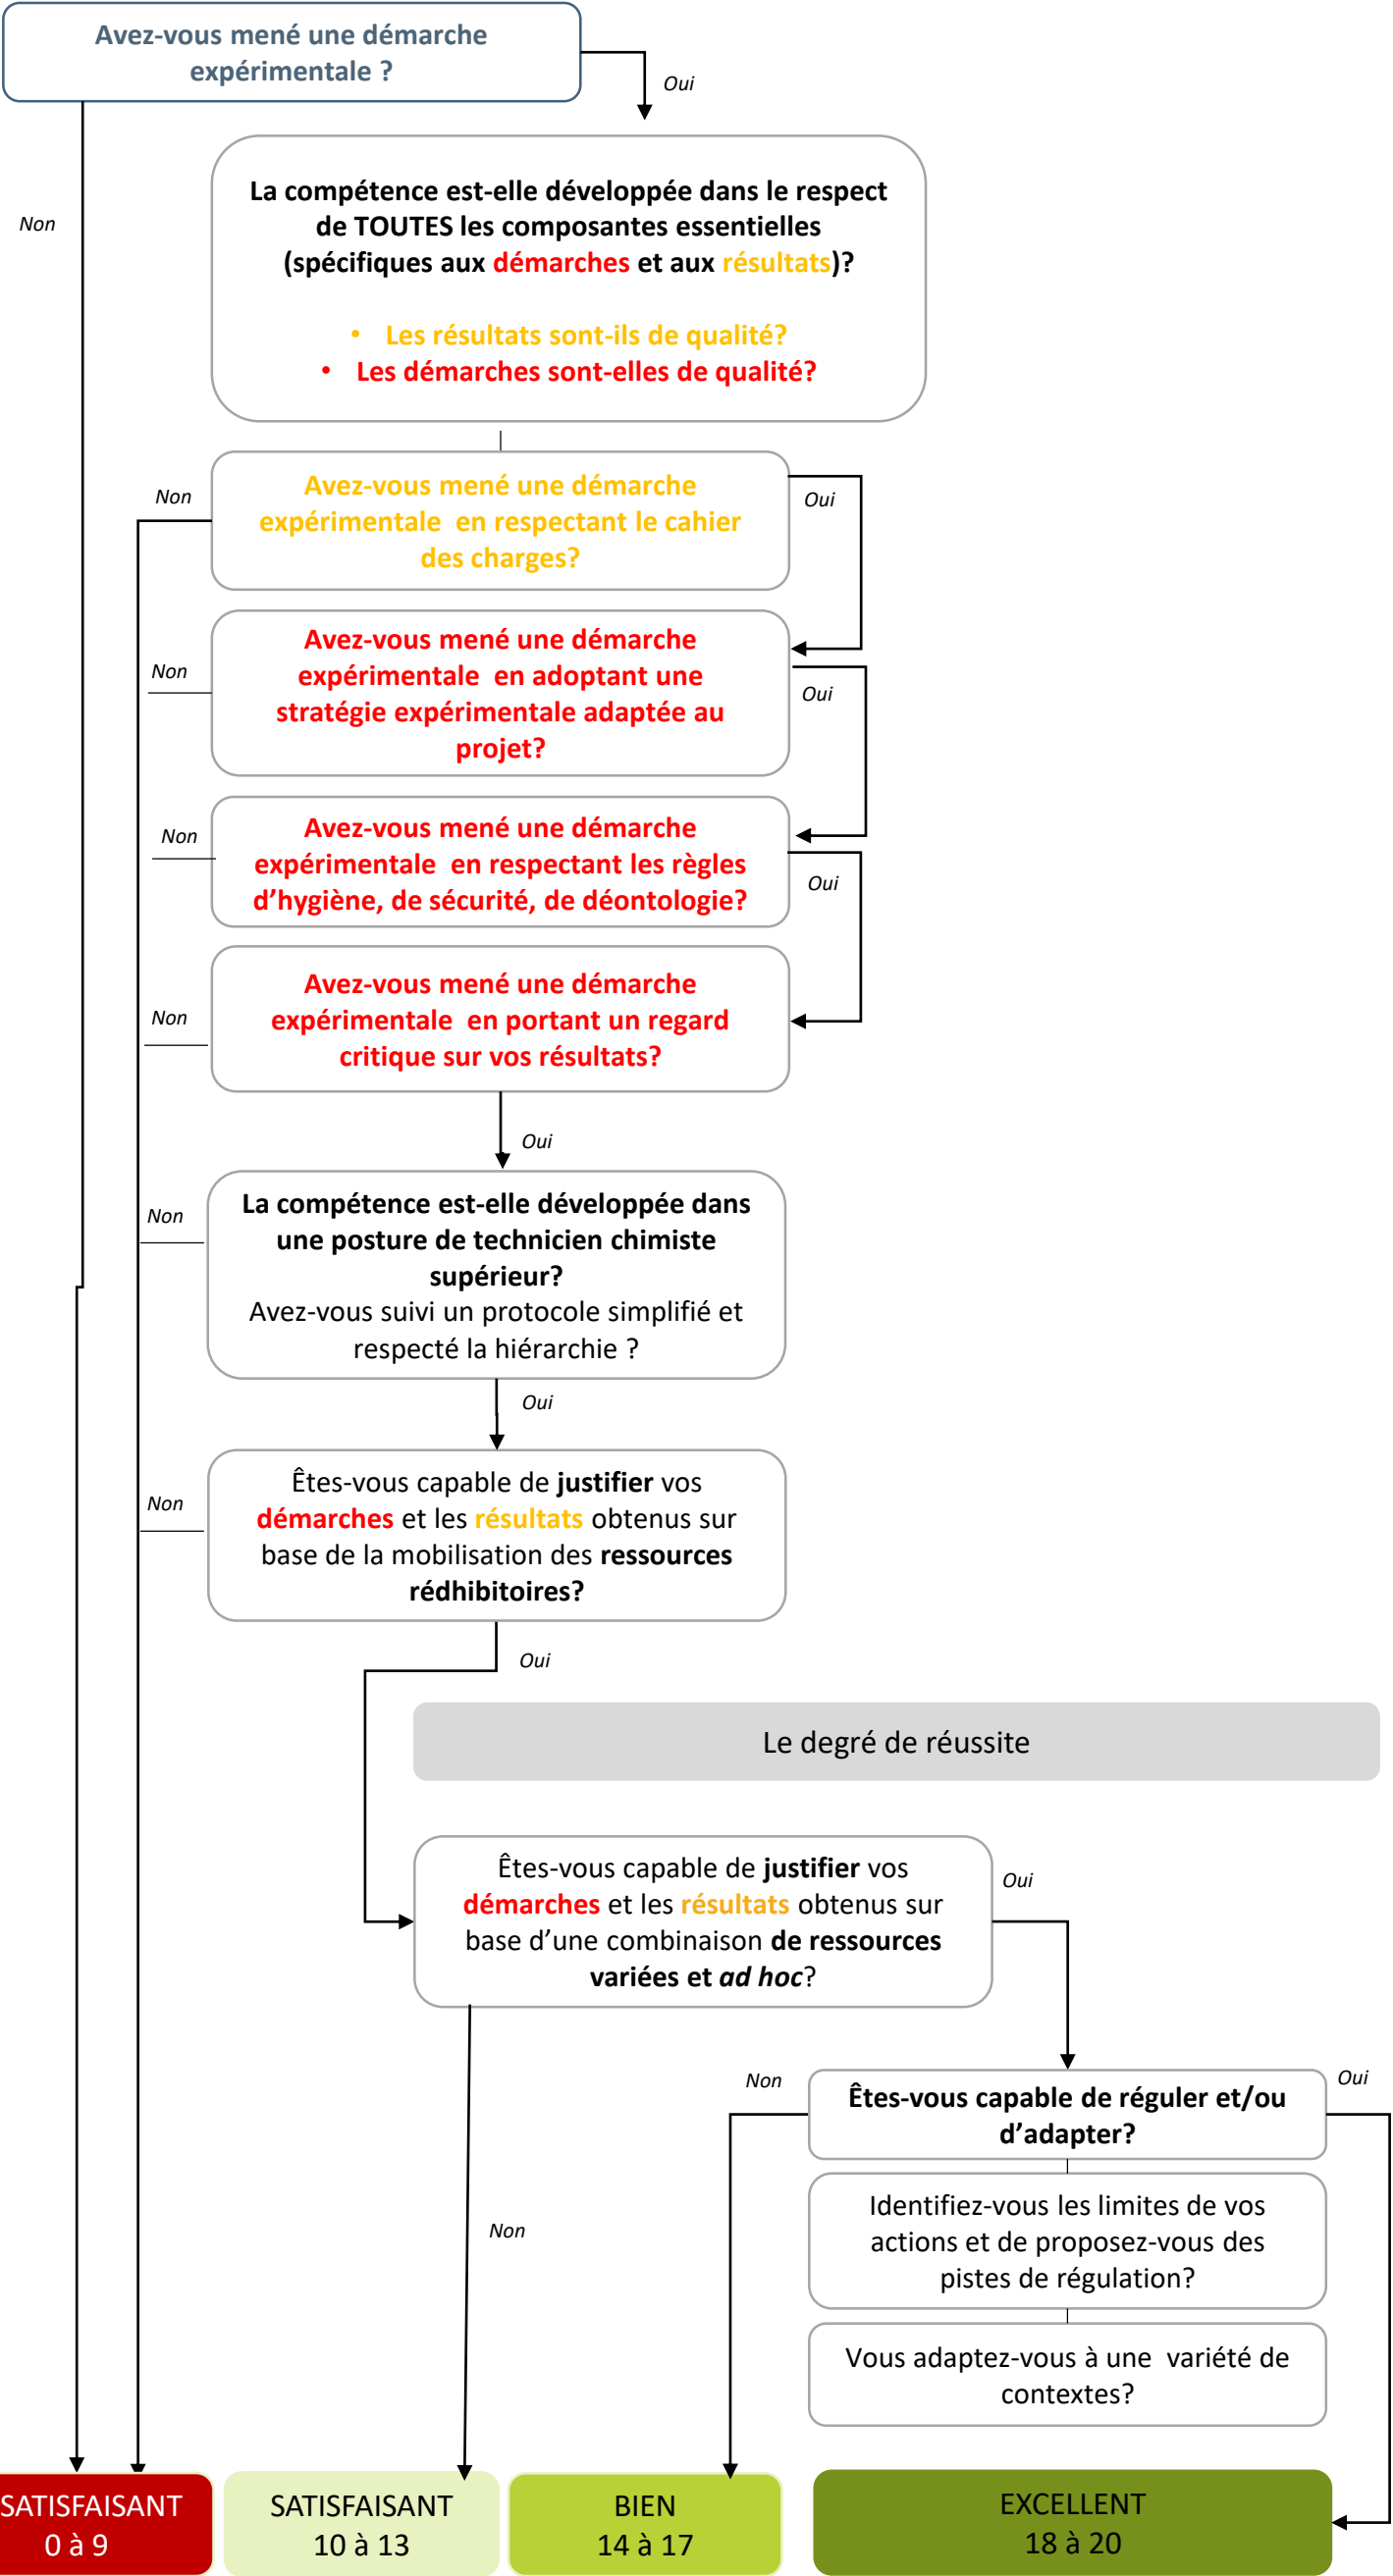 Avez-vous mené une démarche
expérimentale ?
Oui
Non
La compétence est-elle développée dans le respect
de TOUTES les composantes essentielles
(spécifiques aux démarches et aux résultats)?
• Les résultats sont-ils de qualité?
• Les démarches sont-elles de qualité?
Non
Avez-vous mené une démarche
expérimentale en respectant le cahier
des charges?
Oui
Non
Avez-vous mené une démarche
expérimentale en adoptant une
stratégie expérimentale adaptée au
projet?
Oui
Non
Avez-vous mené une démarche
expérimentale en respectant les règles
d’hygiène, de sécurité, de déontologie?
Oui
Non
Avez-vous mené une démarche
expérimentale en portant un regard
critique sur vos résultats?
Oui
Non
La compétence est-elle développée dans
une posture de technicien chimiste
supérieur?
Avez-vous suivi un protocole simplifié et
respecté la hiérarchie ?
Oui
Non
Êtes-vous capable de justifier vos
démarches et les résultats obtenus sur
base de la mobilisation des ressources
rédhibitoires?
Oui
Le degré de réussite
Êtes-vous capable de justifier vos
démarches et les résultats obtenus sur
base d’une combinaison de ressources
variées et ad hoc?
Oui
Non
Non
Êtes-vous capable de réguler et/ou
d’adapter?
Oui
Identifiez-vous les limites de vos
actions et de proposez-vous des
pistes de régulation?
Vous adaptez-vous à une variété de
contextes?
SATISFAISANT
0 à 9
SATISFAISANT
10 à 13
BIEN
14 à 17
EXCELLENT
18 à 20